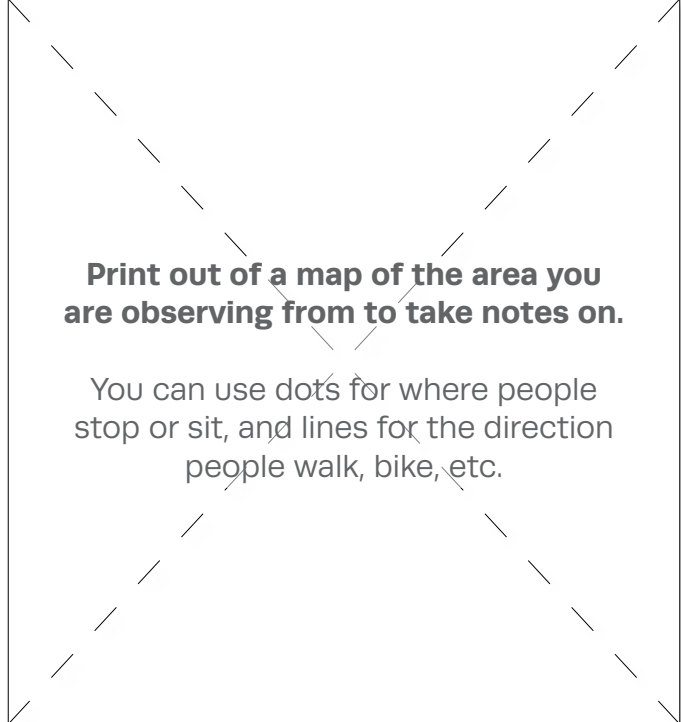 Print out of a map of the area you
are observing from to take notes on.
You can use dots for where people
stop or sit, and lines for the direction
people walk, bike, etc.